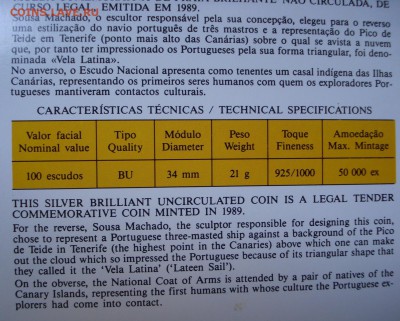 COINS.LAR.RU
BRILHANTE NÃO CIRCULADA, DE
CURSO LEGAL, EMITIDA EM 1989.
Sousa Machado, o escultor responsável pela sua concepção, elegeu para o reverso
uma estilização do navio português de três mastros e a representação do Pico de
Teide em Tenerife (ponto mais alto das Canárias) sobre o qual se avista a nuvem
que, por tanto ter impressionado os Portugueses pela sua forma triangular, foi deno-
minada «Vela Latina».
No anverso, o Escudo Nacional apresenta como tenentes um casal indígena das Ilhas
Canárias, representando os primeiros seres humanos com quem os exploradores Por-
tugueses mantiveram contactos culturais.
CARACTERÍSTICAS TÉCNICAS / TECHNICAL SPECIFICATIONS
Valor facial Tipo Módulo Peso Toque Amoedação
Nominal value Quality Diameter Weight Fineness Max. Mintage
100 escudos BU 34 mm 21 g 925/1000 50 000 ex
THIS SILVER BRILLIANT UNCIRCULATED COIN IS A LEGAL TENDER
COMMEMORATIVE COIN MINTED IN 1989.
For the reverse, Sousa Machado, the sculptor responsible for designing this coin,
chose to represent a Portuguese three-masted ship against a background of the Pico
de Teide in Tenerife (the highest point in the Canaries) above which one can make
out the cloud which so impressed the Portuguese because of its triangular shape that
they called it the ‘Vela Latina’ (‘Lateen Sail’).
On the obverse, the National Coat of Arms is attended by a pair of natives of the
Canary Islands, representing the first humans with whose culture the Portuguese ex-
plorers had come into contact.